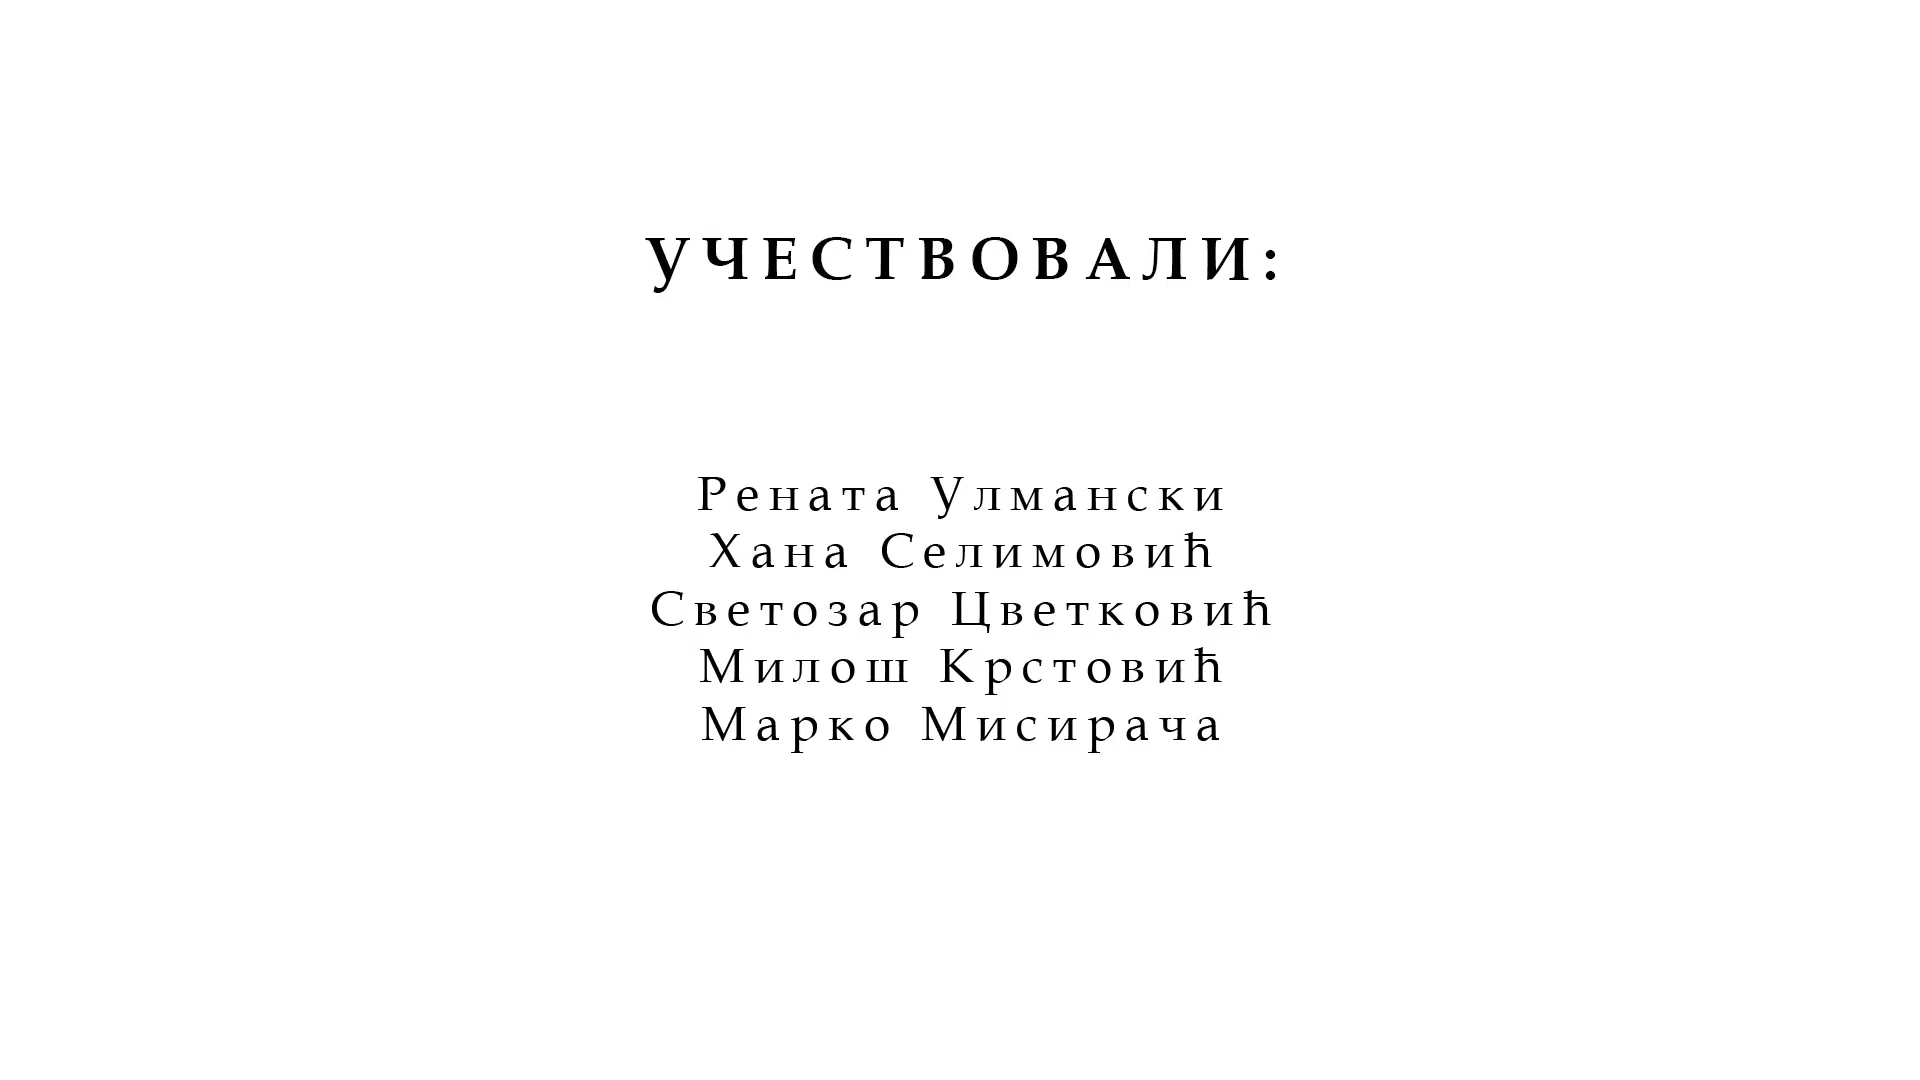 УЧЕСТВОВАЛИ:
Рената Улмански
Хана Селимовић
Светозар Цветковић
Милош Крстовић
Марко Мисирача